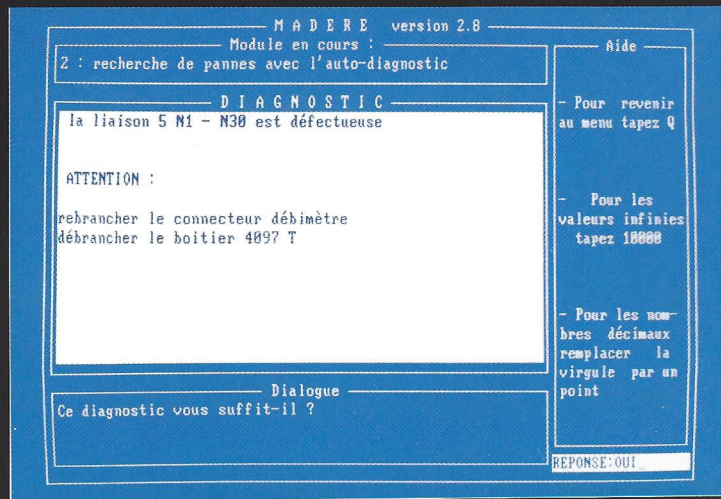 M A D E R E version 2.8
Module en cours :
2 : recherche de pannes avec l'auto-diagnostic
D I A G N O S T I C
la liaison 5 N1 - N30 est défectueuse
ATTENTION :
rebrancher le connecteur débimètre
débrancher le boitier 4097 T
Dialogue
Ce diagnostic vous suffit-il ?
Aide
- Pour revenir
au menu tapez Q
- Pour les
valeurs infinies
tapez 10000
- Pour les nom-
bres décimaux
remplacer la
virgule par un
point
REPONSE:OUI_